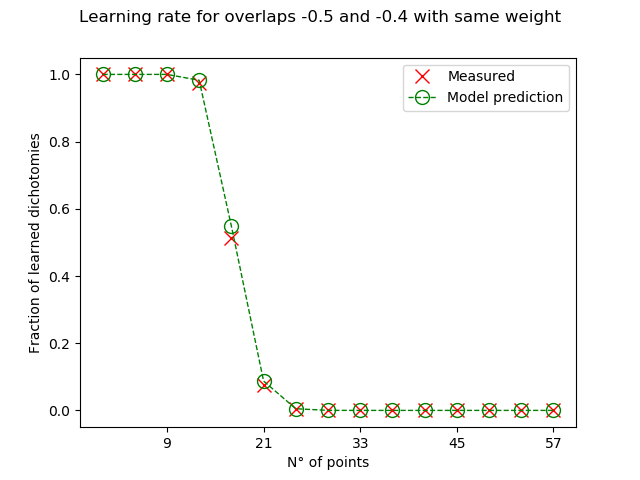 Learning rate for overlaps -0.5 and -0.4 with same weight
Measured
Model prediction
Fraction of learned dichotomies
1.0
0.8
0.6
0.4
0.2
0.0
9 21 33 45 57
N° of points